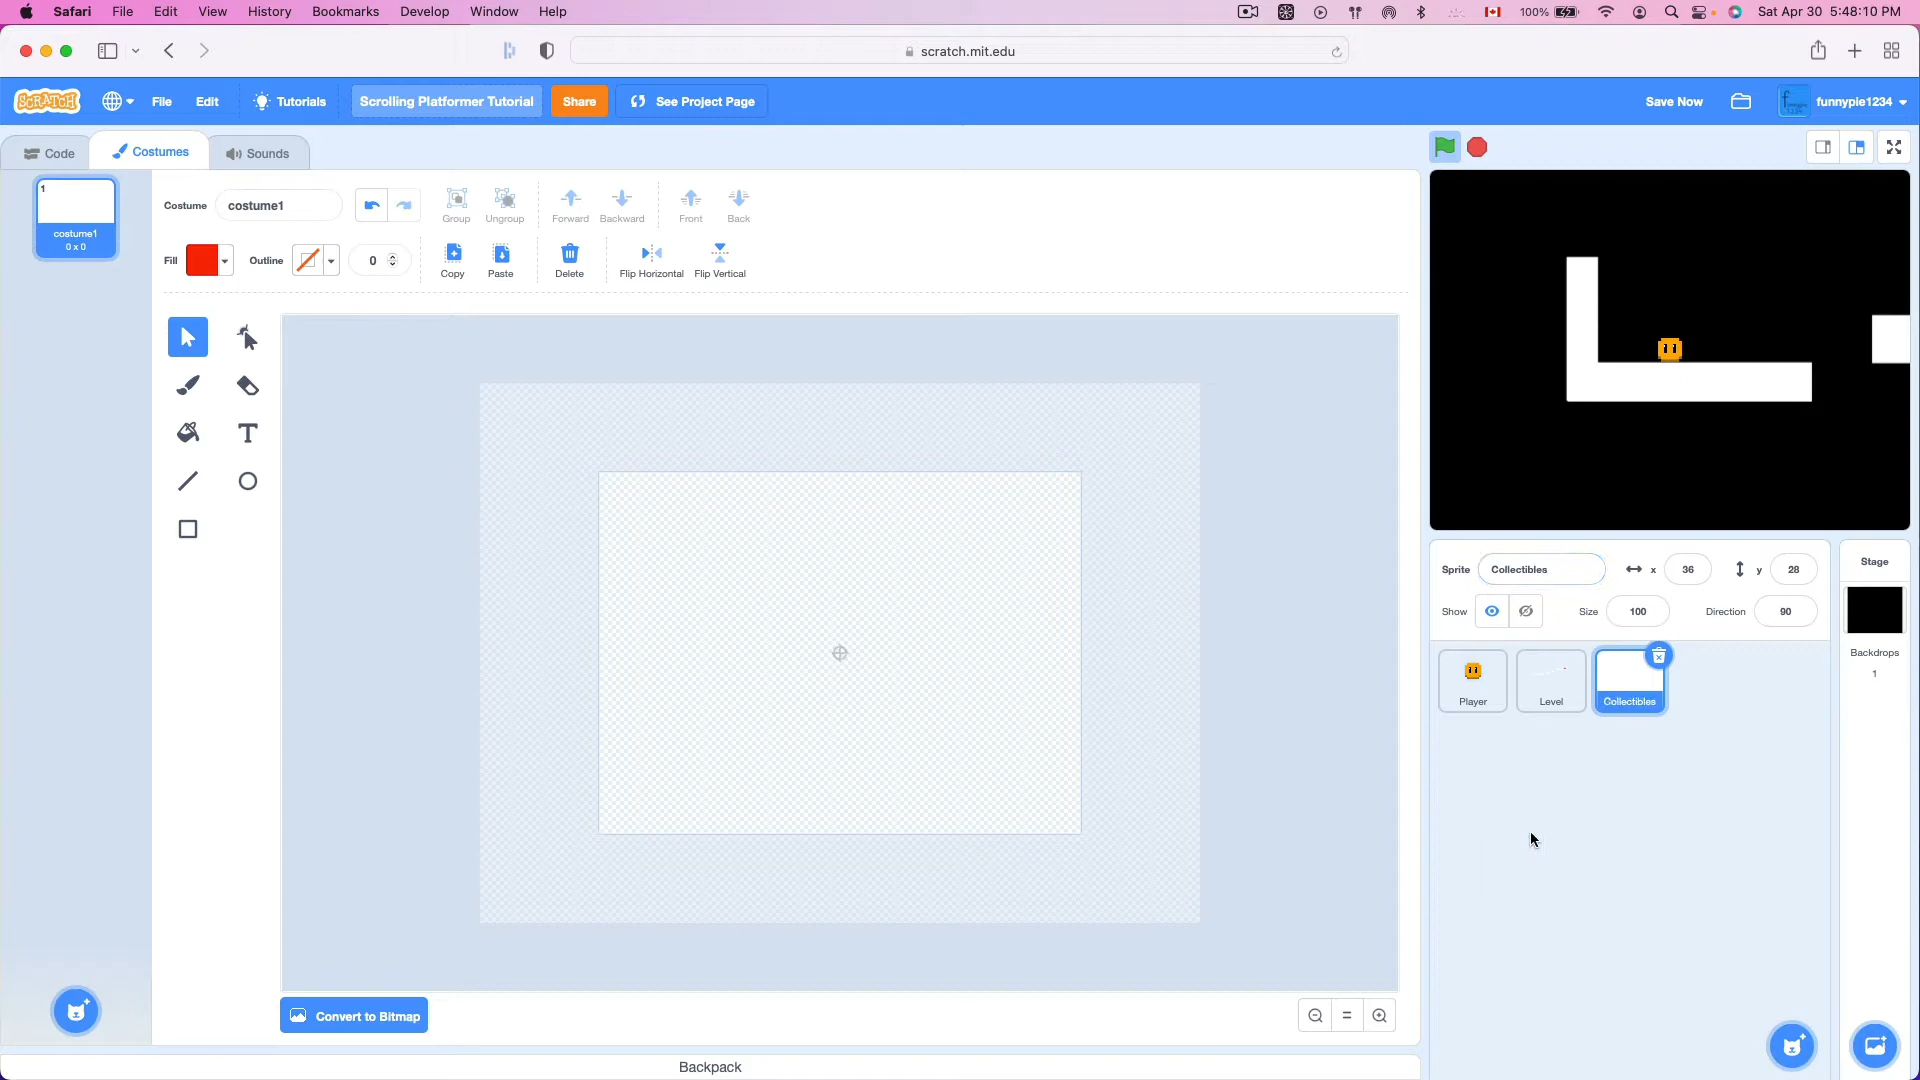 Safari File Edit View History Bookmarks Develop Window Help 100% Sat Apr 30 5:48:10 PM
scratch.mit.edu
SCRATCH File Edit Tutorials Scrolling Platformer Tutorial Share See Project Page Save Now funnypie1234
Code Costumes Sounds
1
costume1
0 x 0
Costume costume1 Group Ungroup Forward Backward Front Back
Fill Outline 0 Copy Paste Delete Flip Horizontal Flip Vertical
Sprite Collectibles x 36 y 28
Show Size 100 Direction 90
Player Level Collectibles
Stage
Backdrops
1
Convert to Bitmap
Backpack